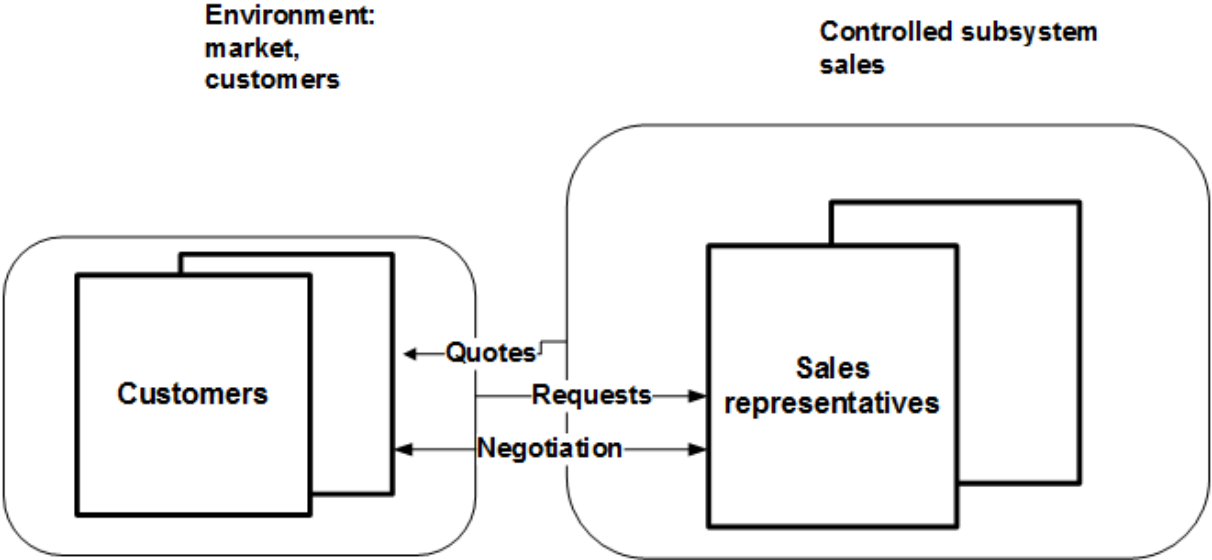 Environment:
market,
customers
Controlled subsystem
sales
Customers
Quotes
Requests
Negotiation
Sales
representatives